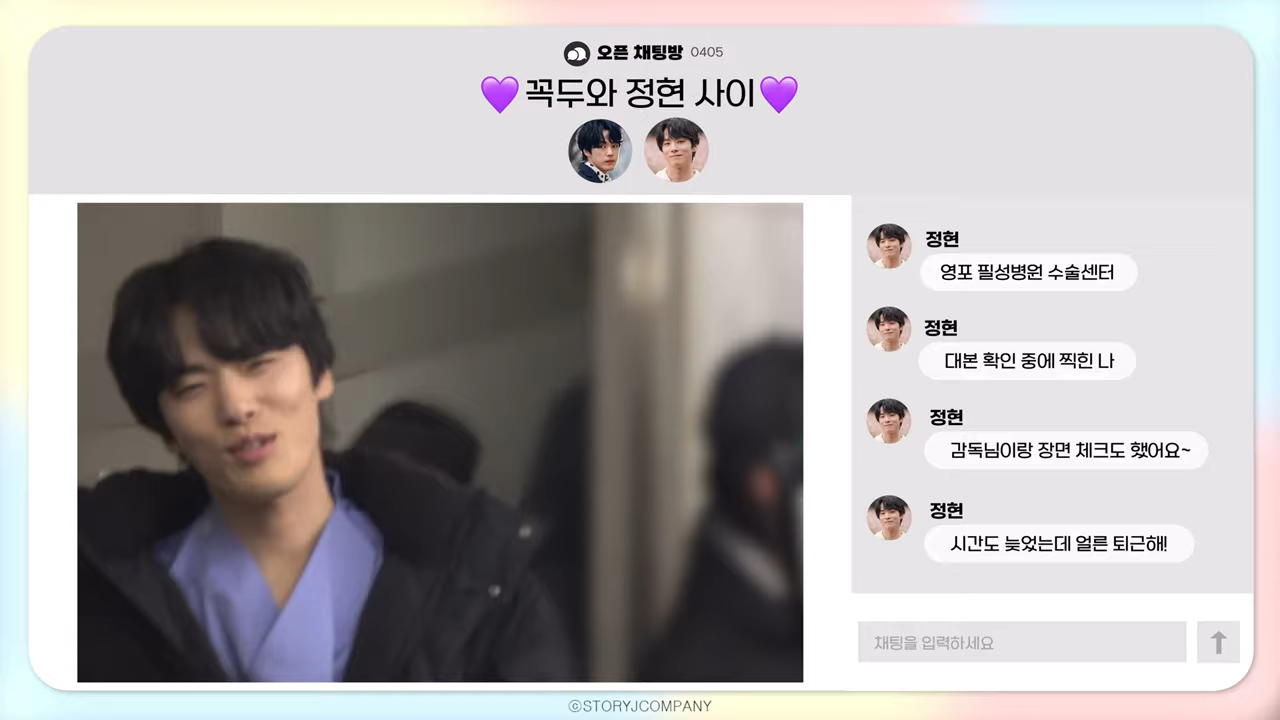 오픈 채팅방 0405
💜꼭두와 정현 사이💜
정현
영포 필성병원 수술센터
정현
대본 확인 중에 찍힌 나
정현
감독님이랑 장면 체크도 했어요~
정현
시간도 늦었는데 얼른 퇴근해!
채팅을 입력하세요
ⓒSTORYJCOMPANY